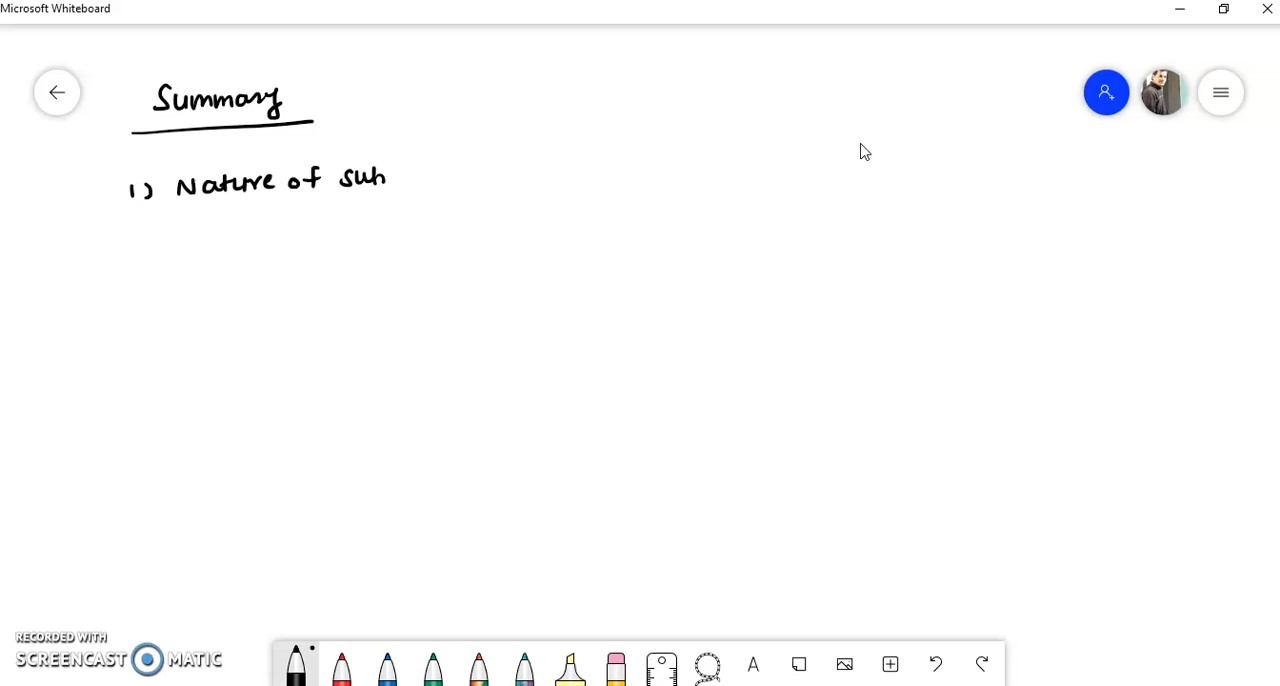 Microsoft Whiteboard
Summary
1) Nature of sub
RECORDED WITH
SCREENCAST MATIC